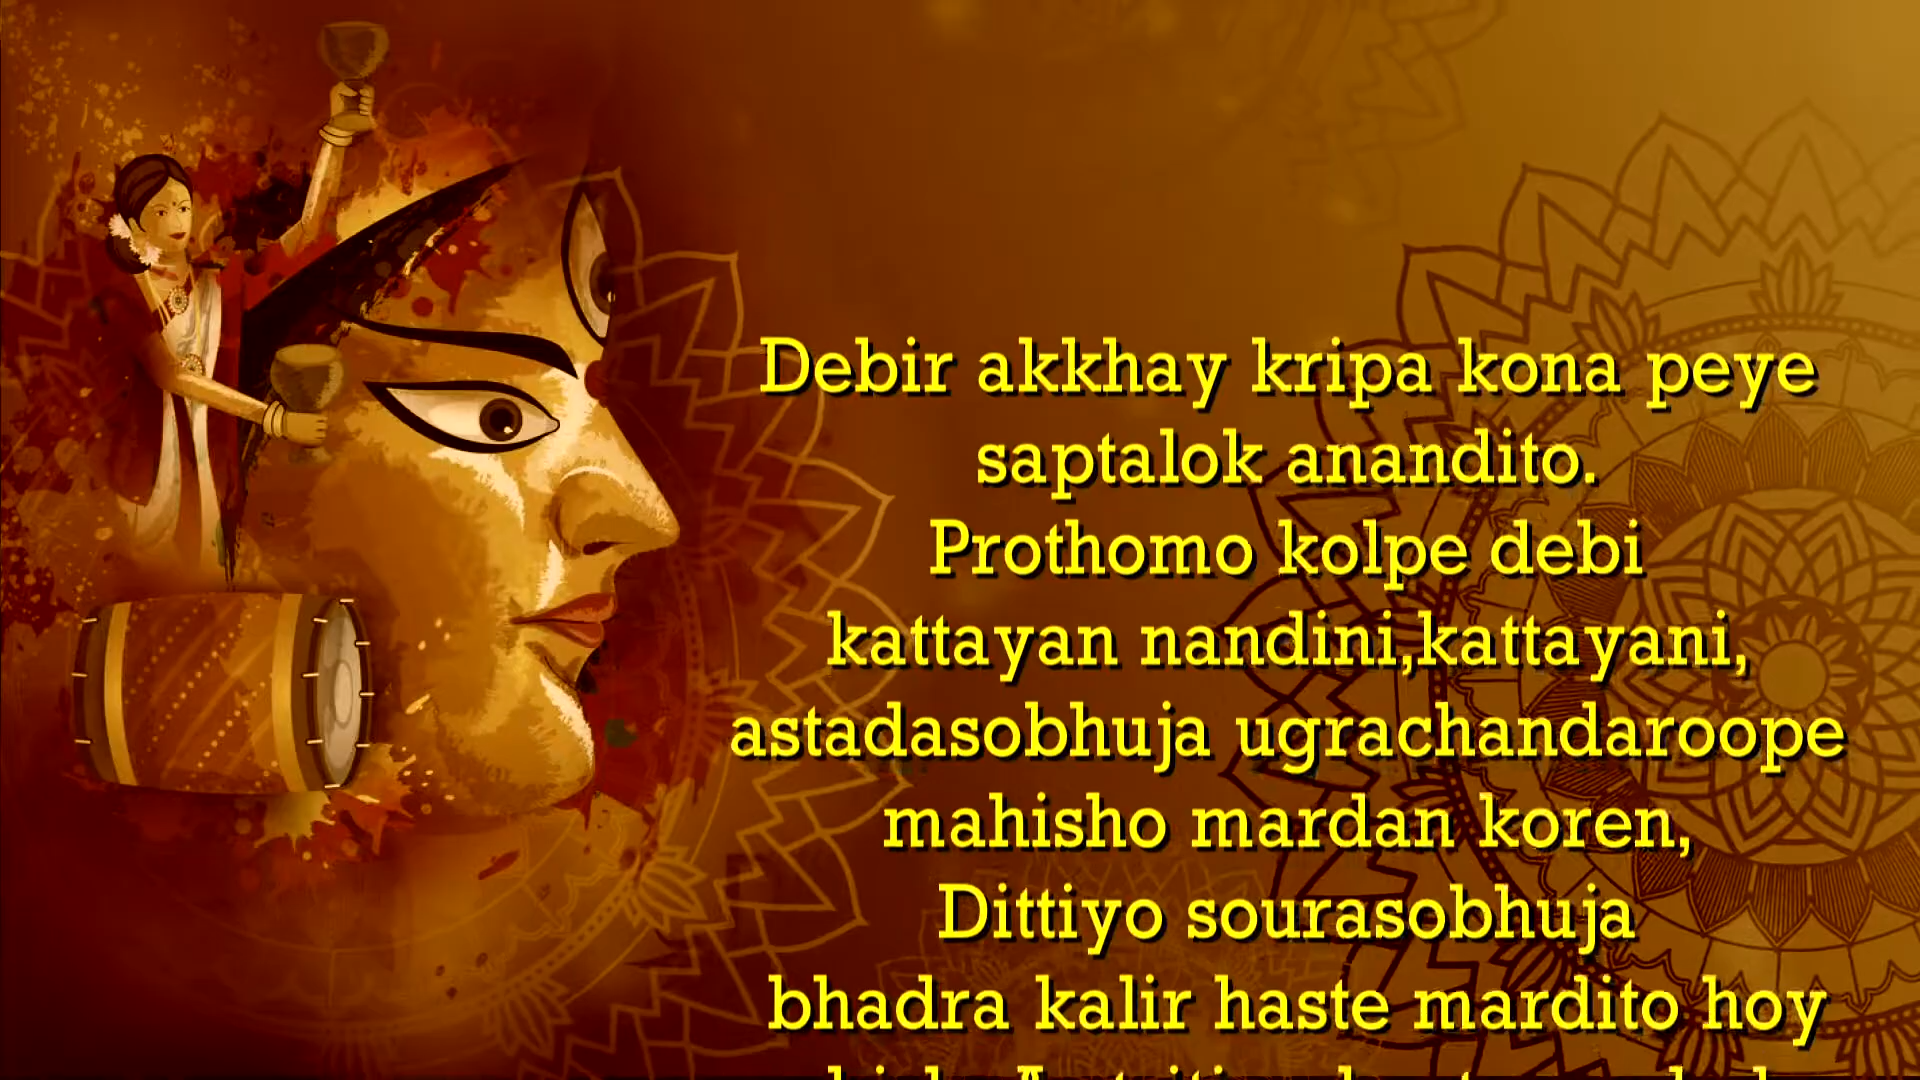 Debir akkhay kripa kona peye
saptalok anandito.
Prothomo kolpe debi
kattayan nandini,kattayani,
astadasobhuja ugrachandaroope
mahisho mardan koren,
Dittiyo sourasobhuja
bhadra kalir haste mardito hoy